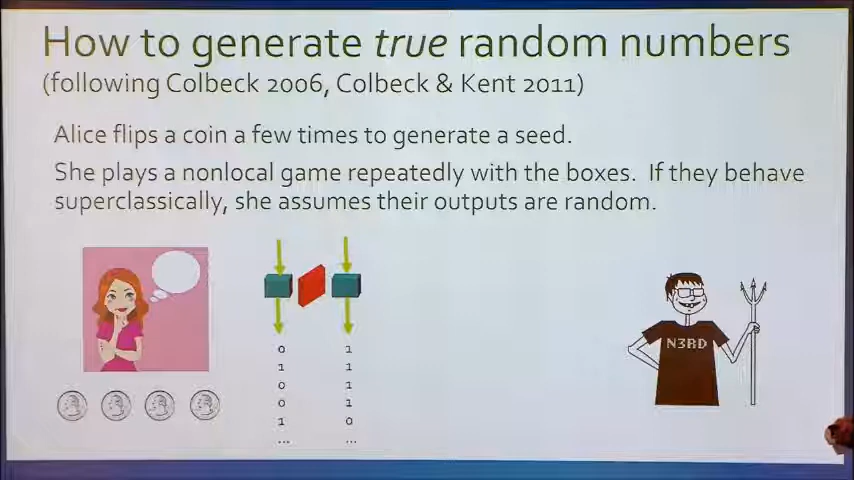 How to generate true random numbers
(following Colbeck 2006, Colbeck & Kent 2011)
Alice flips a coin a few times to generate a seed.
She plays a nonlocal game repeatedly with the boxes. If they behave
superclassically, she assumes their outputs are random.
0 1
1 1
0 1
0 1
1 0
... ...
N3RD